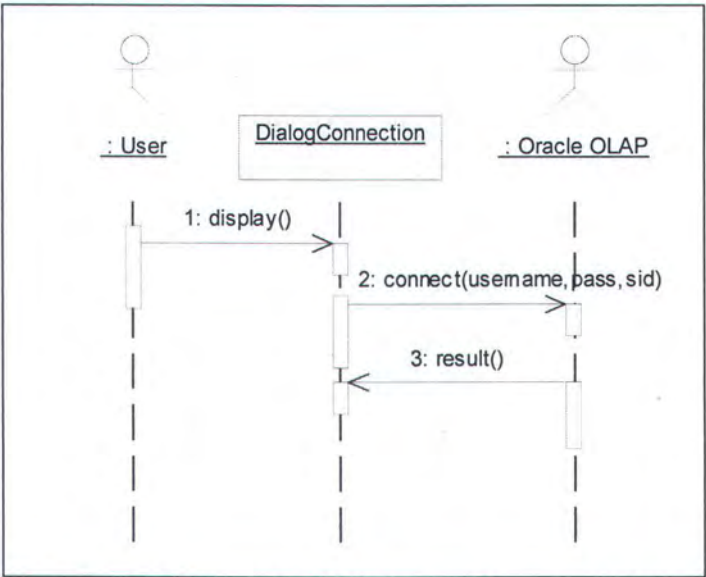 : User
DialogConnection
: Oracle OLAP
1: display()
2: connect(username,pass,sid)
3: result()